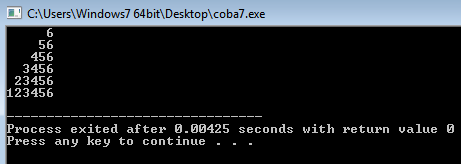 C:\Users\Windows7 64bit\Desktop\coba7.exe
6
56
456
3456
23456
123456
--------------------------------
Process exited after 0.00425 seconds with return value 0
Press any key to continue . . .